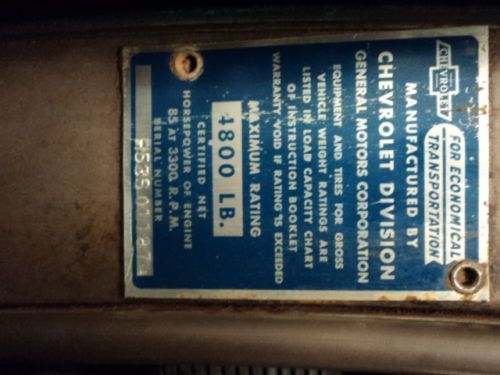 CHEVROLET
FOR ECONOMICAL
TRANSPORTATION
MANUFACTURED BY
CHEVROLET DIVISION
GENERAL MOTORS CORPORATION
EQUIPMENT AND TIRES FOR GROSS
VEHICLE WEIGHT RATINGS ARE
LISTED IN LOAD CAPACITY CHART
OF INSTRUCTION BOOKLET
WARRANTY VOID IF RATING IS EXCEEDED
MAXIMUM RATING
4800 LB.
CERTIFIED NET
HORSEPOWER OF ENGINE
85 AT 3300 R.P.M.
SERIAL NUMBER